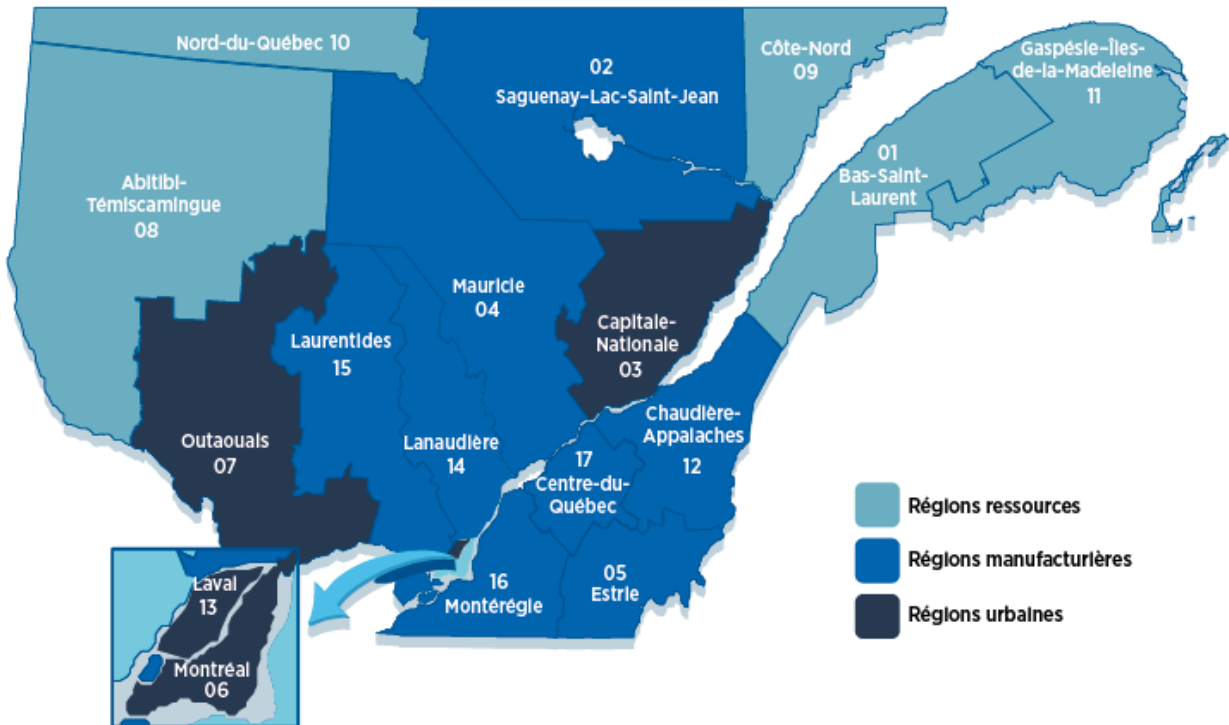 Nord-du-Québec 10
02
Saguenay–Lac-Saint-Jean
Côte-Nord
09
Gaspésie–Îles-
de-la-Madeleine
11
01
Bas-Saint-
Laurent
Abitibi-
Témiscamingue
08
Mauricie
04
Capitale-
Nationale
03
Laurentides
15
Outaouais
07
Lanaudière
14
Chaudière-
Appalaches
12
17
Centre-du-
Québec
16
Montérégie
05
Estrie
Laval
13
Montréal
06
Régions ressources
Régions manufacturières
Régions urbaines